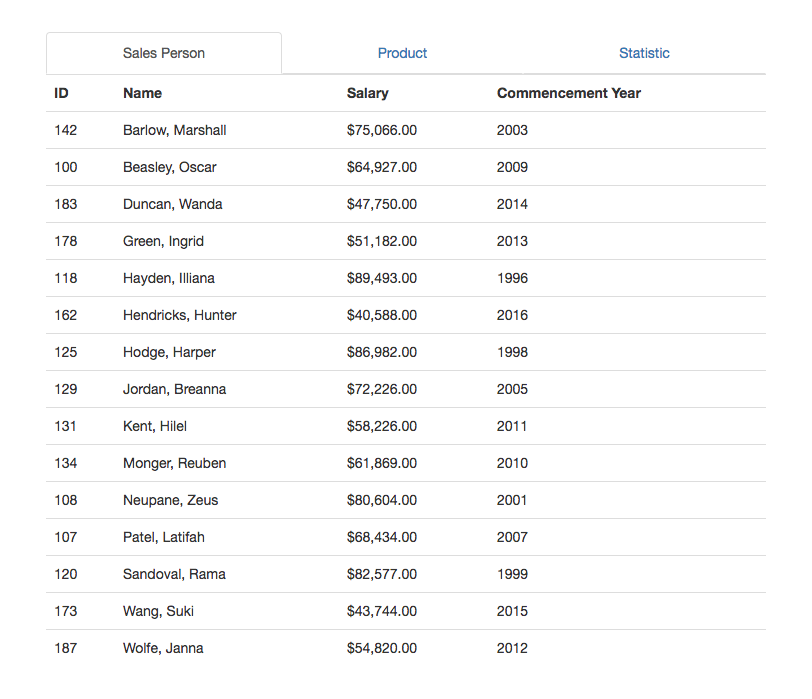 Sales Person Product Statistic
ID Name Salary Commencement Year
142 Barlow, Marshall $75,066.00 2003
100 Beasley, Oscar $64,927.00 2009
183 Duncan, Wanda $47,750.00 2014
178 Green, Ingrid $51,182.00 2013
118 Hayden, Illiana $89,493.00 1996
162 Hendricks, Hunter $40,588.00 2016
125 Hodge, Harper $86,982.00 1998
129 Jordan, Breanna $72,226.00 2005
131 Kent, Hilel $58,226.00 2011
134 Monger, Reuben $61,869.00 2010
108 Neupane, Zeus $80,604.00 2001
107 Patel, Latifah $68,434.00 2007
120 Sandoval, Rama $82,577.00 1999
173 Wang, Suki $43,744.00 2015
187 Wolfe, Janna $54,820.00 2012